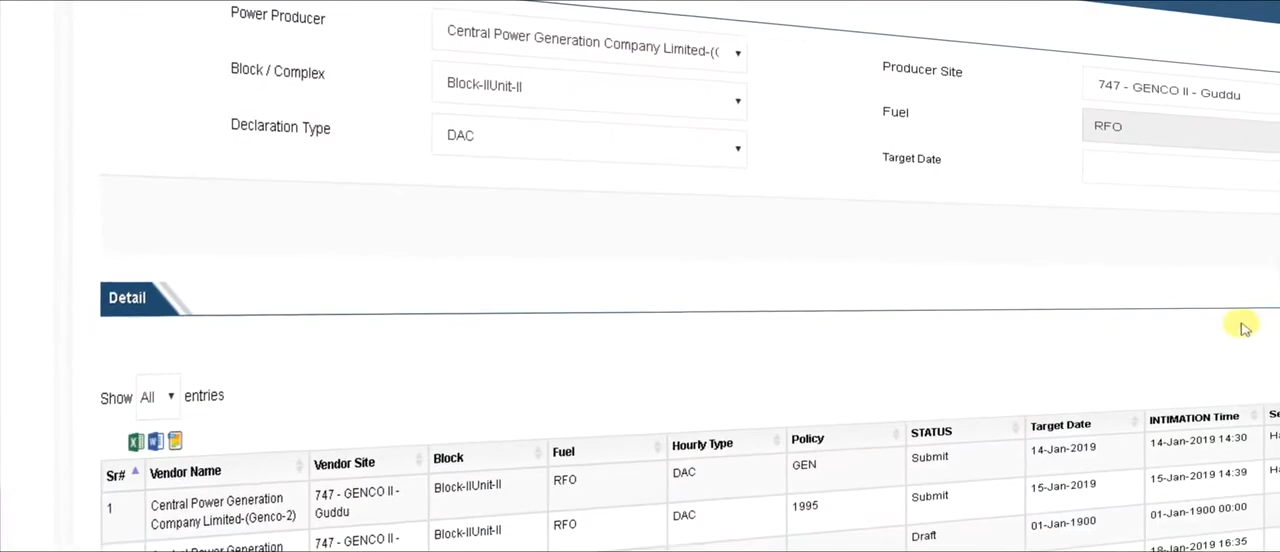 Power Producer
Central Power Generation Company Limited-(
Producer Site
747 - GENCO II - Guddu
Block / Complex
Block-IIUnit-II
Fuel
RFO
Declaration Type
DAC
Target Date
Detail
Show All entries
Sr# Vendor Name Vendor Site Block Fuel Hourly Type Policy STATUS Target Date INTIMATION Time
1 Central Power Generation Company Limited-(Genco-2) 747 - GENCO II - Guddu Block-IIUnit-II RFO DAC GEN Submit 14-Jan-2019 14-Jan-2019 14:30
Central Power Generation 747 - GENCO II - Block-IIUnit-II RFO DAC 1995 Submit 15-Jan-2019 15-Jan-2019 14:39
Draft 01-Jan-1900 01-Jan-1900 00:00
18-Jan-2019 16:35